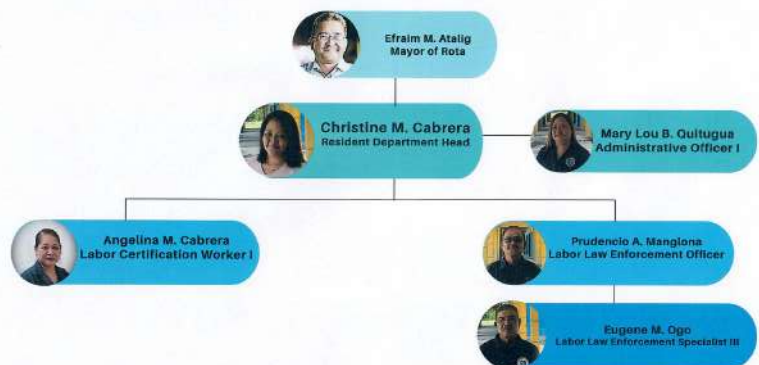 Efraim M. Atalig
Mayor of Rota
Christine M. Cabrera
Resident Department Head
Mary Lou B. Quitugua
Administrative Officer I
Angelina M. Cabrera
Labor Certification Worker I
Prudencio A. Manglona
Labor Law Enforcement Officer
Eugene M. Ogo
Labor Law Enforcement Specialist III